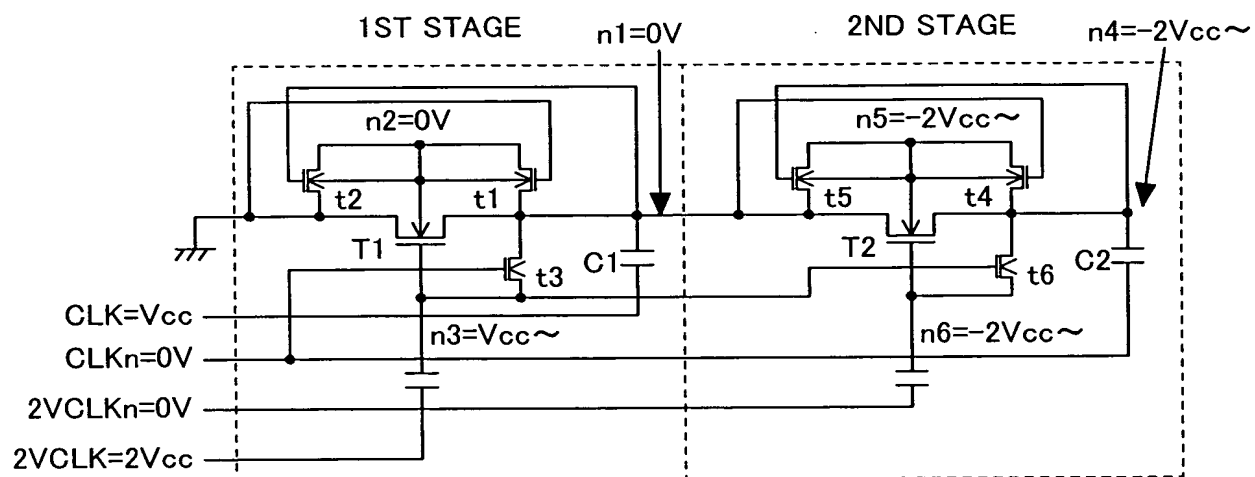 1ST STAGE
n1=0V
2ND STAGE
n4=-2Vcc～
n2=0V
n5=-2Vcc～
t2
t1
t5
t4
T1
C1
T2
C2
t3
t6
CLK=Vcc
n3=Vcc～
n6=-2Vcc～
CLKn=0V
2VCLKn=0V
2VCLK=2Vcc